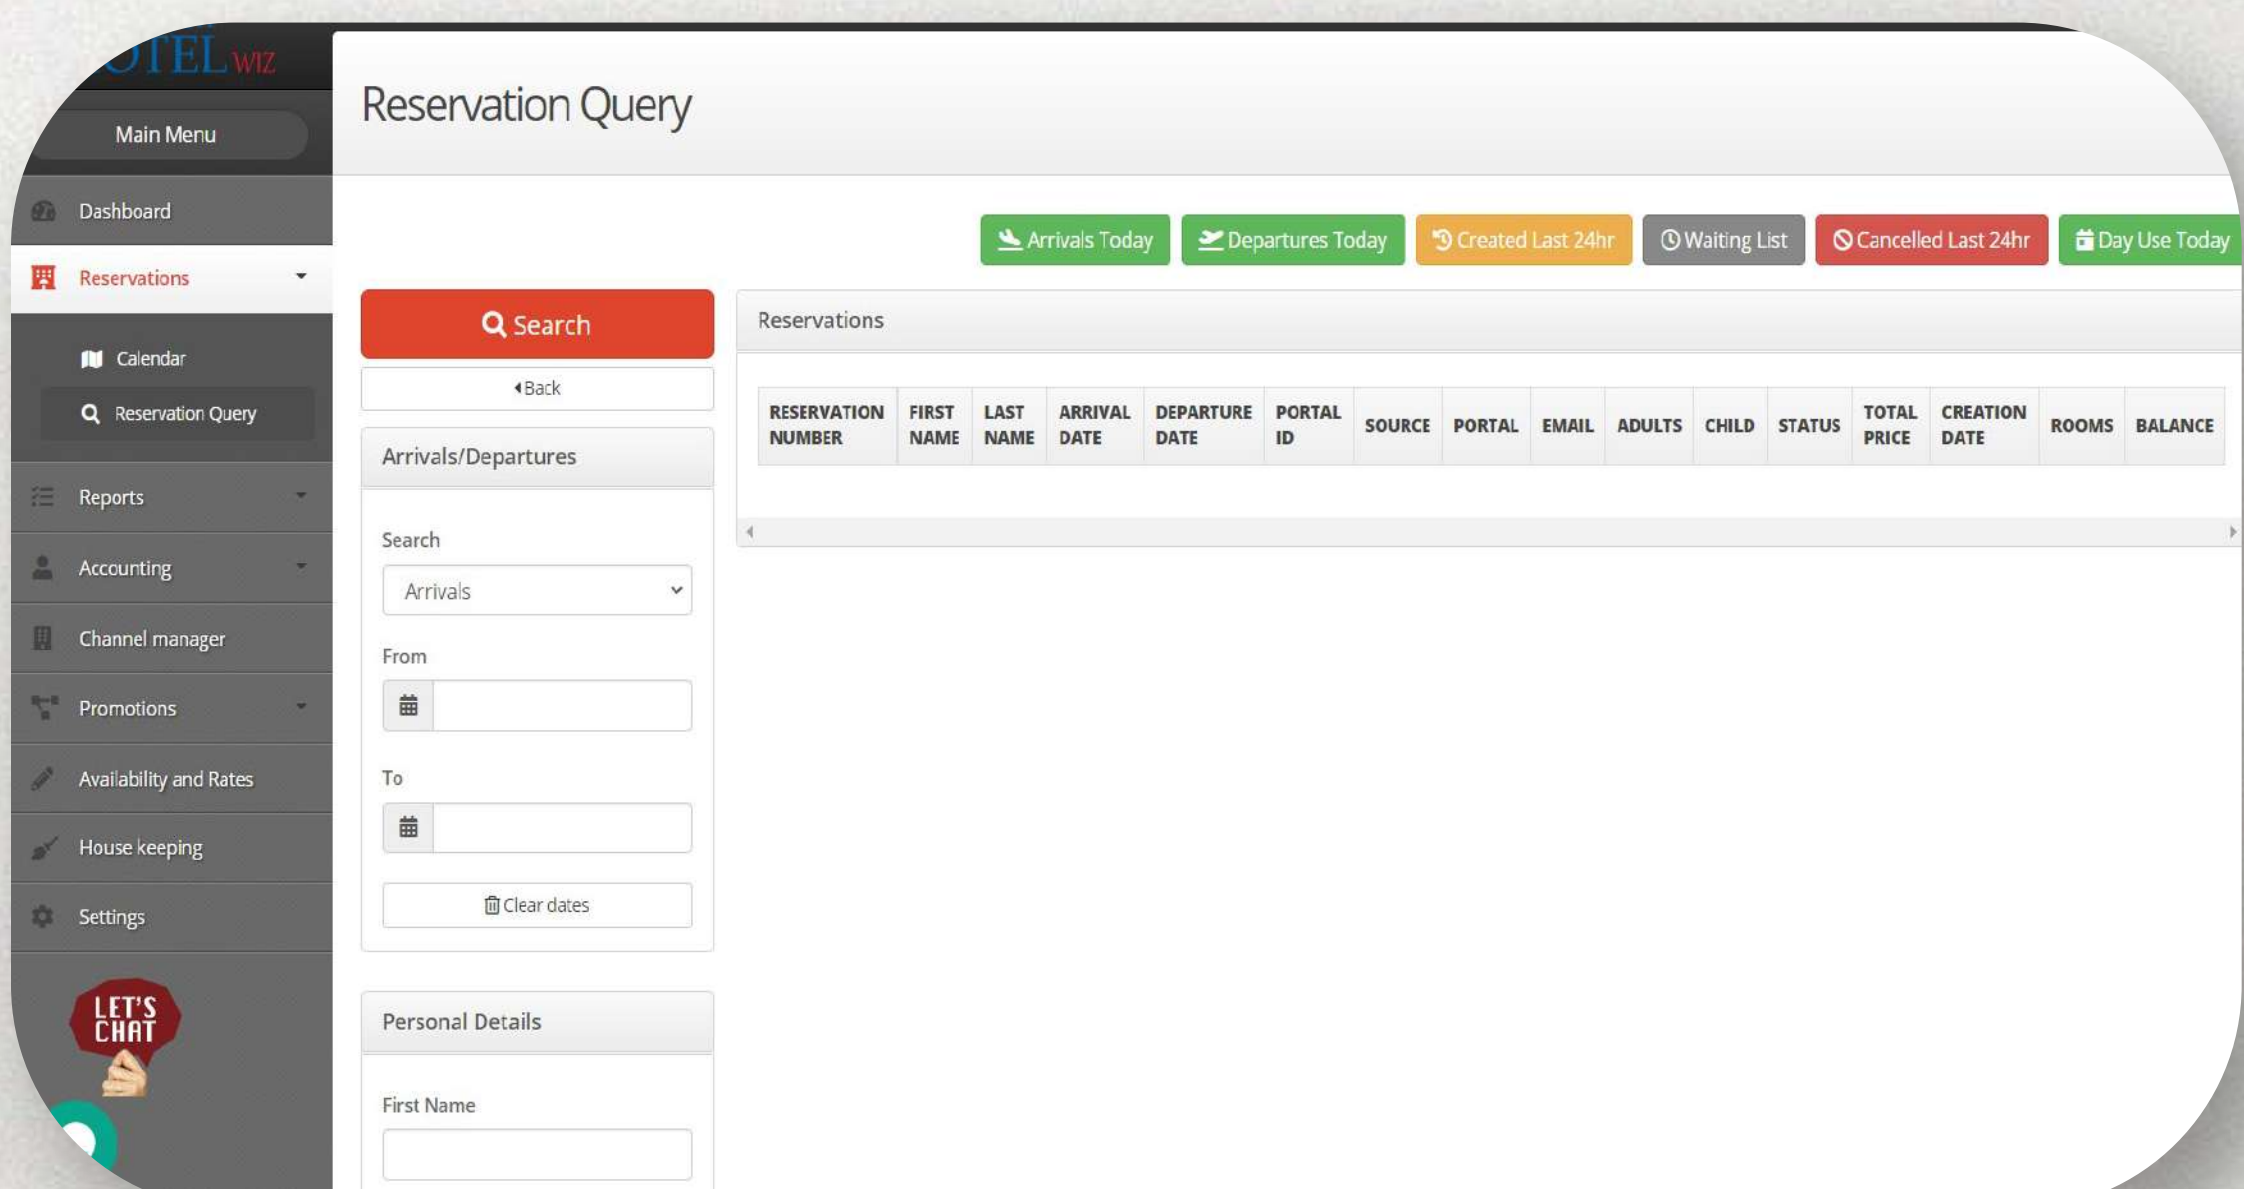 OTEL WIZ
Main Menu
Dashboard
Reservations
Calendar
Reservation Query
Reports
Accounting
Channel manager
Promotions
Availability and Rates
House keeping
Settings
LET'S
CHAT
Reservation Query
Arrivals Today
Departures Today
Created Last 24hr
Waiting List
Cancelled Last 24hr
Day Use Today
Search
Back
Arrivals/Departures
Search
Arrivals
From
To
Clear dates
Personal Details
First Name
Reservations
RESERVATION NUMBER
FIRST NAME
LAST NAME
ARRIVAL DATE
DEPARTURE DATE
PORTAL ID
SOURCE
PORTAL
EMAIL
ADULTS
CHILD
STATUS
TOTAL PRICE
CREATION DATE
ROOMS
BALANCE